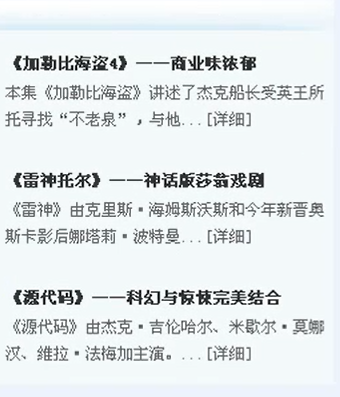 《加勒比海盗4》——商业味浓郁
本集《加勒比海盗》讲述了杰克船长受英王所
托寻找“不老泉”，与他...[详细]
《雷神托尔》——神话版莎翁戏剧
《雷神》由克里斯·海姆斯沃斯和今年新晋奥
斯卡影后娜塔莉·波特曼...[详细]
《源代码》——科幻与惊悚完美结合
《源代码》由杰克·吉伦哈尔、米歇尔·莫娜
汉、维拉·法梅加主演。...[详细]